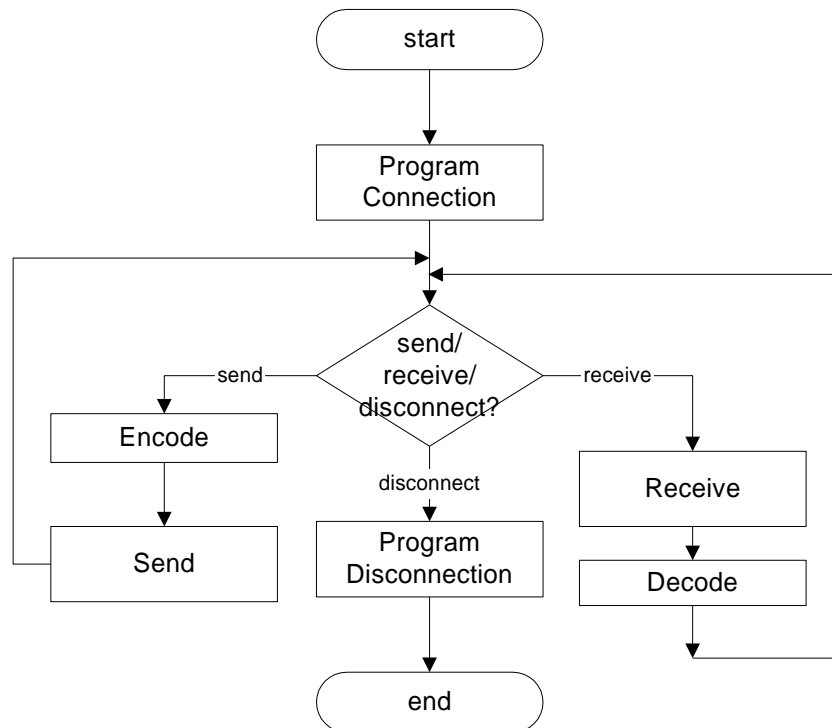 start
Program
Connection
send/
receive/
disconnect?
send
receive
Encode
Receive
disconnect
Program
Disconnection
Send
Decode
end